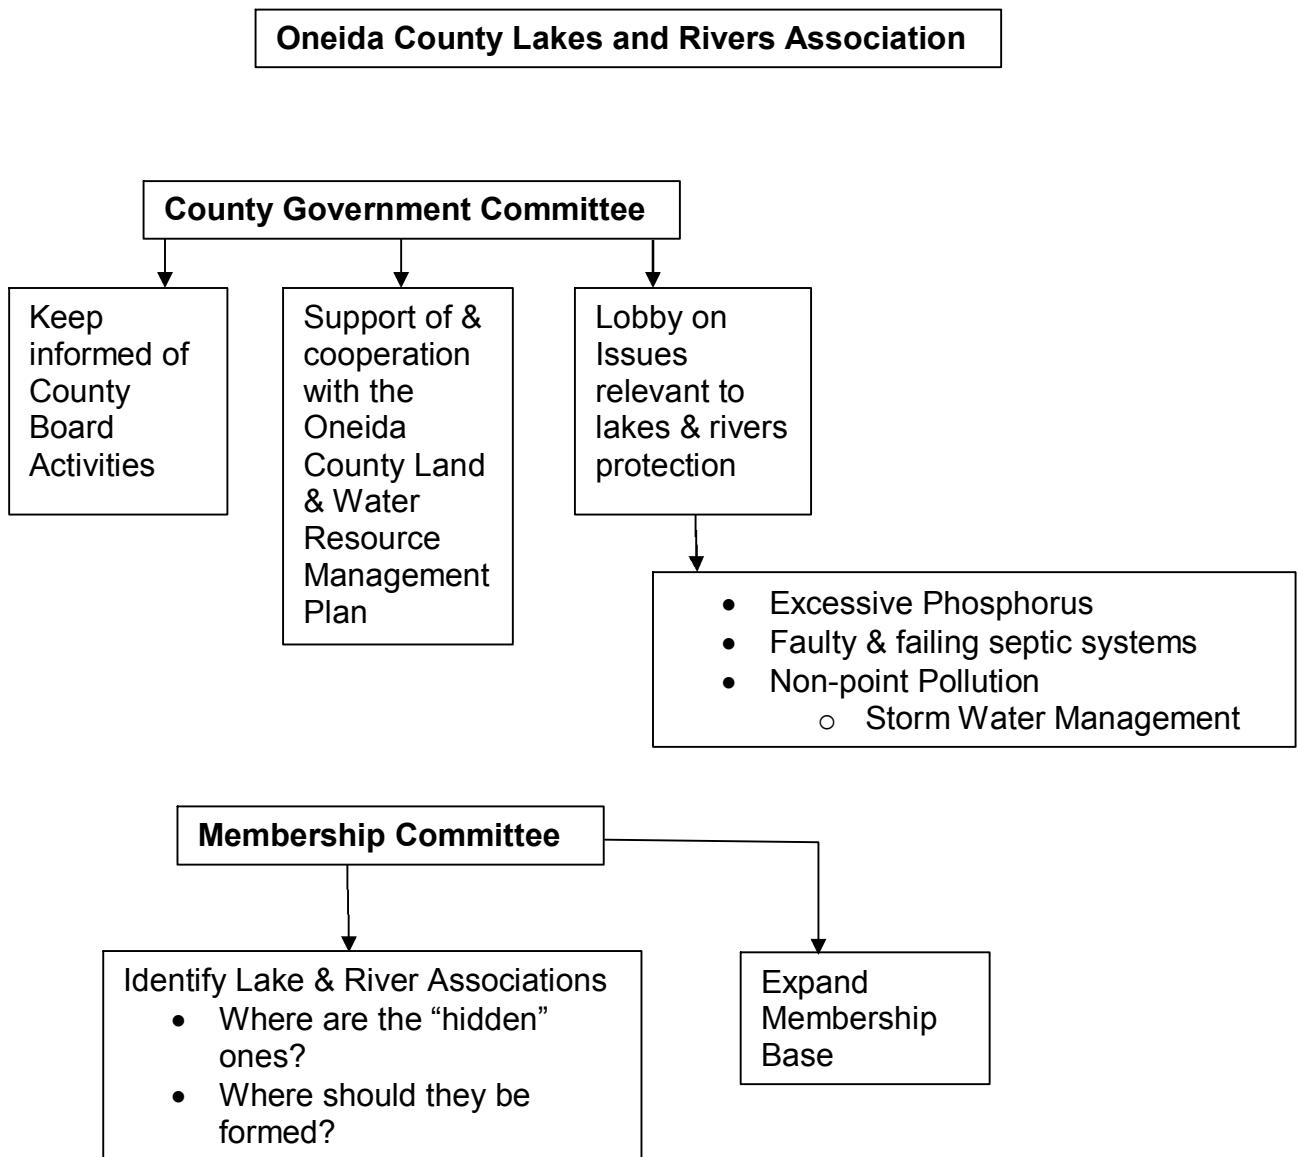 Oneida County Lakes and Rivers Association
County Government Committee
Keep
informed of
County
Board
Activities
Support of &
cooperation
with the
Oneida
County Land
& Water
Resource
Management
Plan
Lobby on
Issues
relevant to
lakes & rivers
protection
• Excessive Phosphorus
• Faulty & failing septic systems
• Non-point Pollution
o Storm Water Management
Membership Committee
Identify Lake & River Associations
• Where are the “hidden”
ones?
• Where should they be
formed?
Expand
Membership
Base